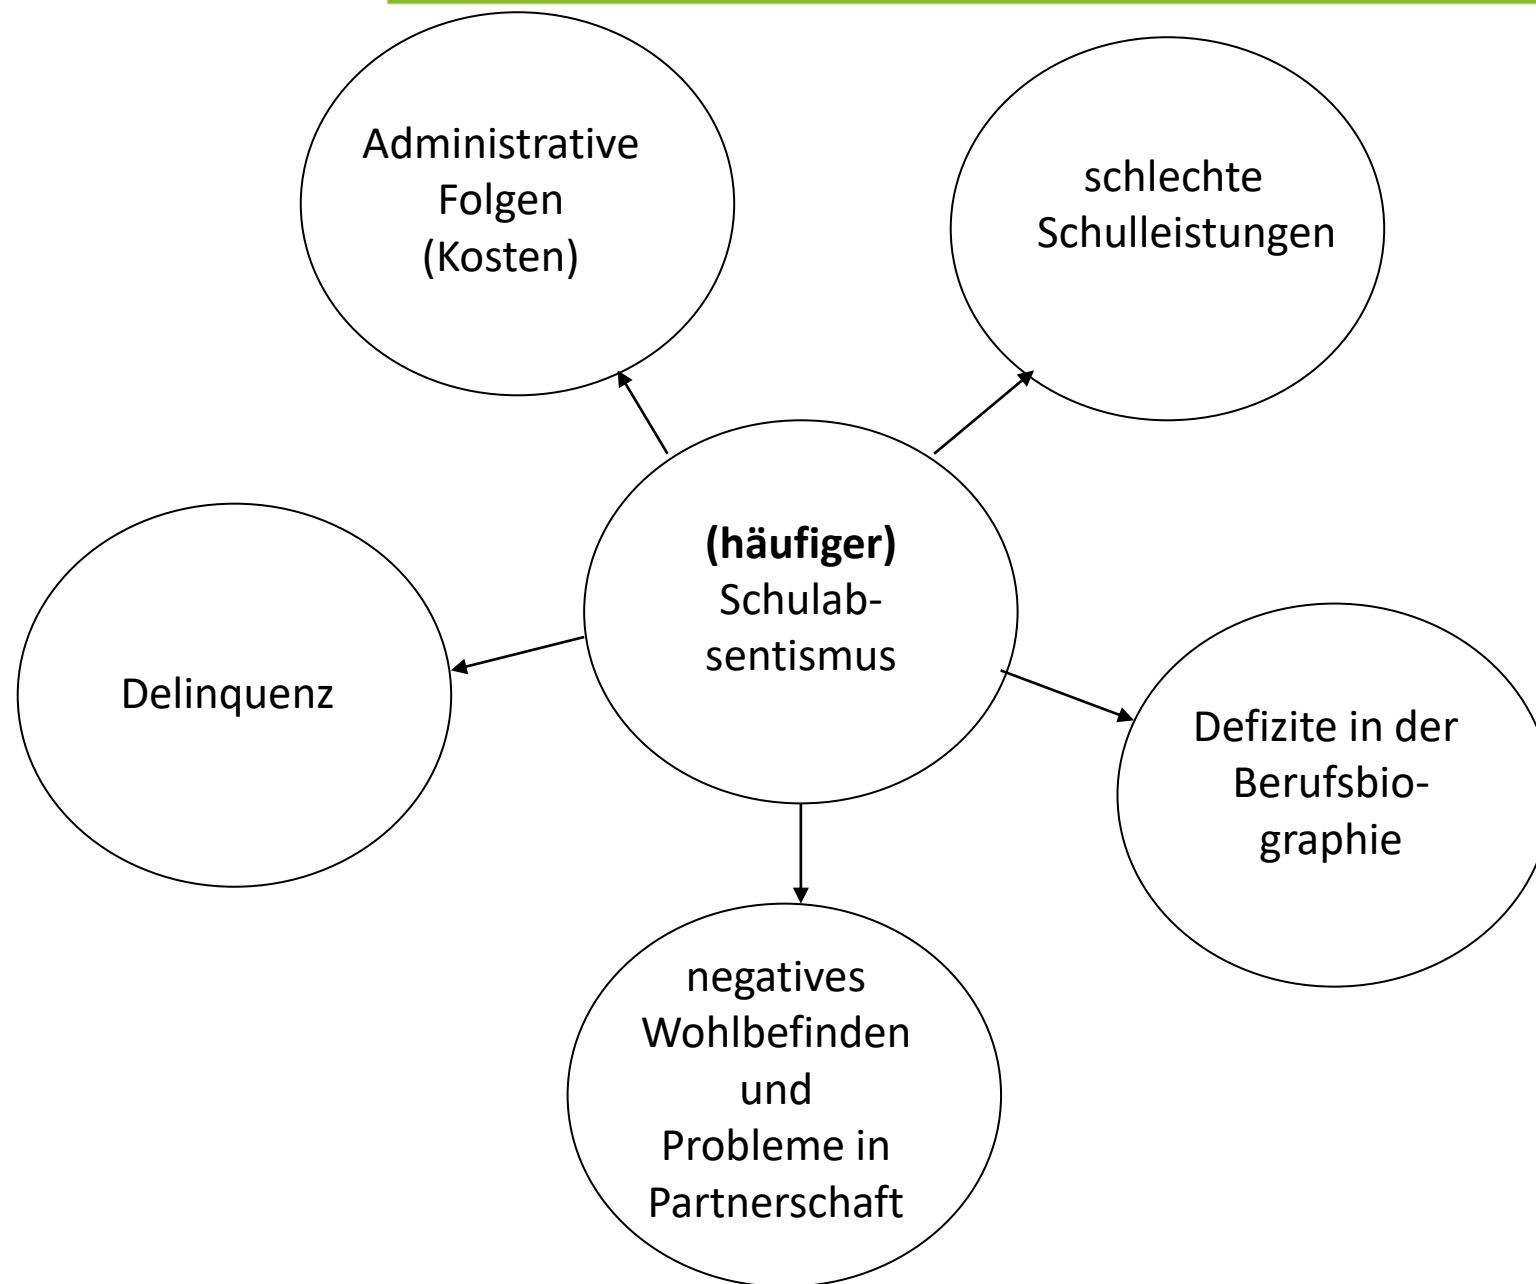 Administrative
Folgen
(Kosten)
schlechte
Schulleistungen
(häufiger)
Schulab-
sentismus
Delinquenz
Defizite in der
Berufsbio-
graphie
negatives
Wohlbefinden
und
Probleme in
Partnerschaft